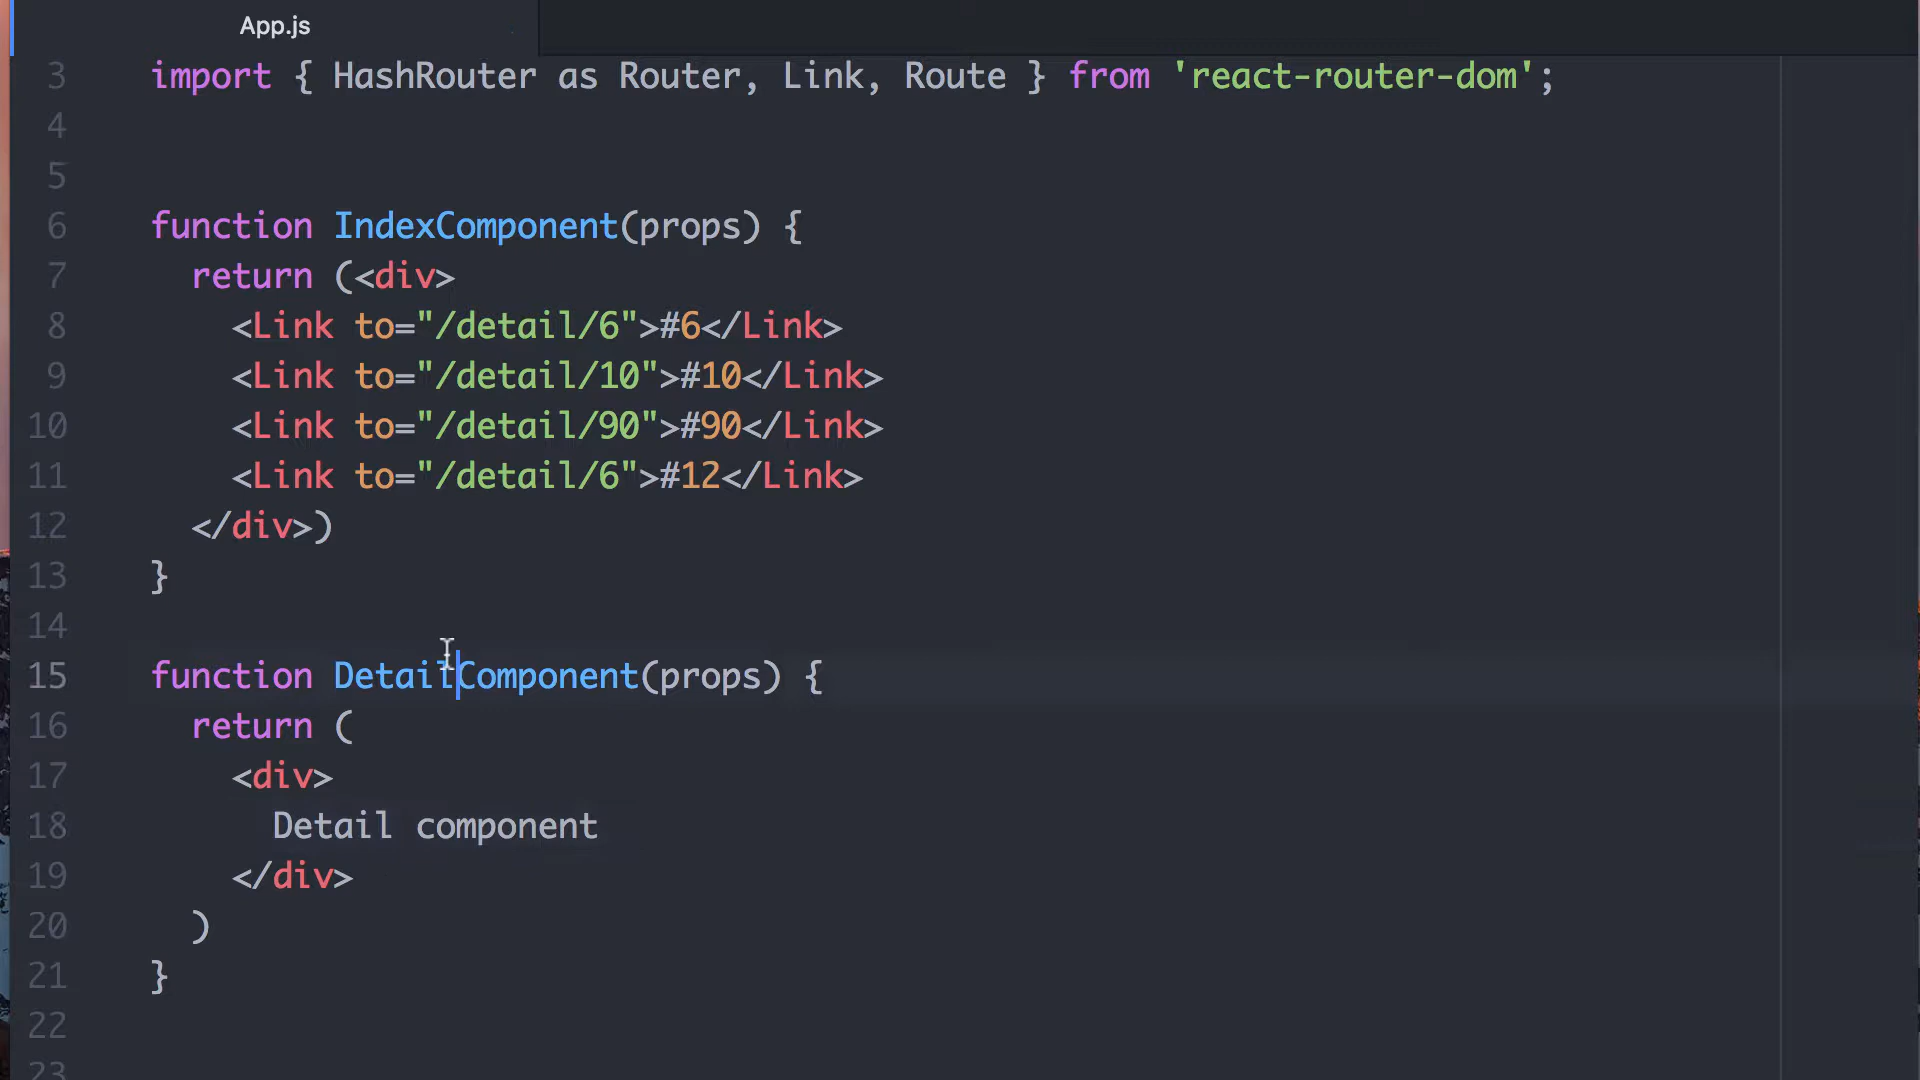 App.js
3 import { HashRouter as Router, Link, Route } from 'react-router-dom';
4
5
6 function IndexComponent(props) {
7 return (<div>
8 <Link to="/detail/6">#6</Link>
9 <Link to="/detail/10">#10</Link>
10 <Link to="/detail/90">#90</Link>
11 <Link to="/detail/6">#12</Link>
12 </div>)
13 }
14
15 function DetailComponent(props) {
16 return (
17 <div>
18 Detail component
19 </div>
20 )
21 }
22
23